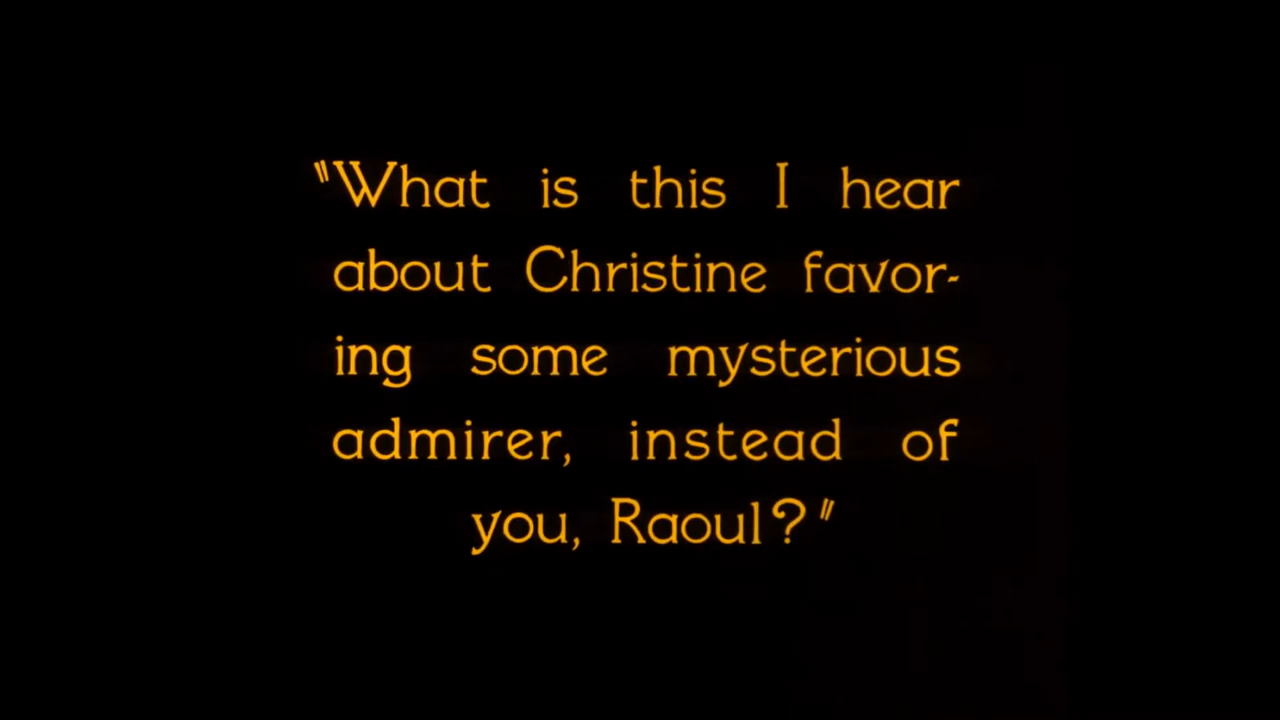 "What is this I hear
about Christine favor-
ing some mysterious
admirer, instead of
you, Raoul?"